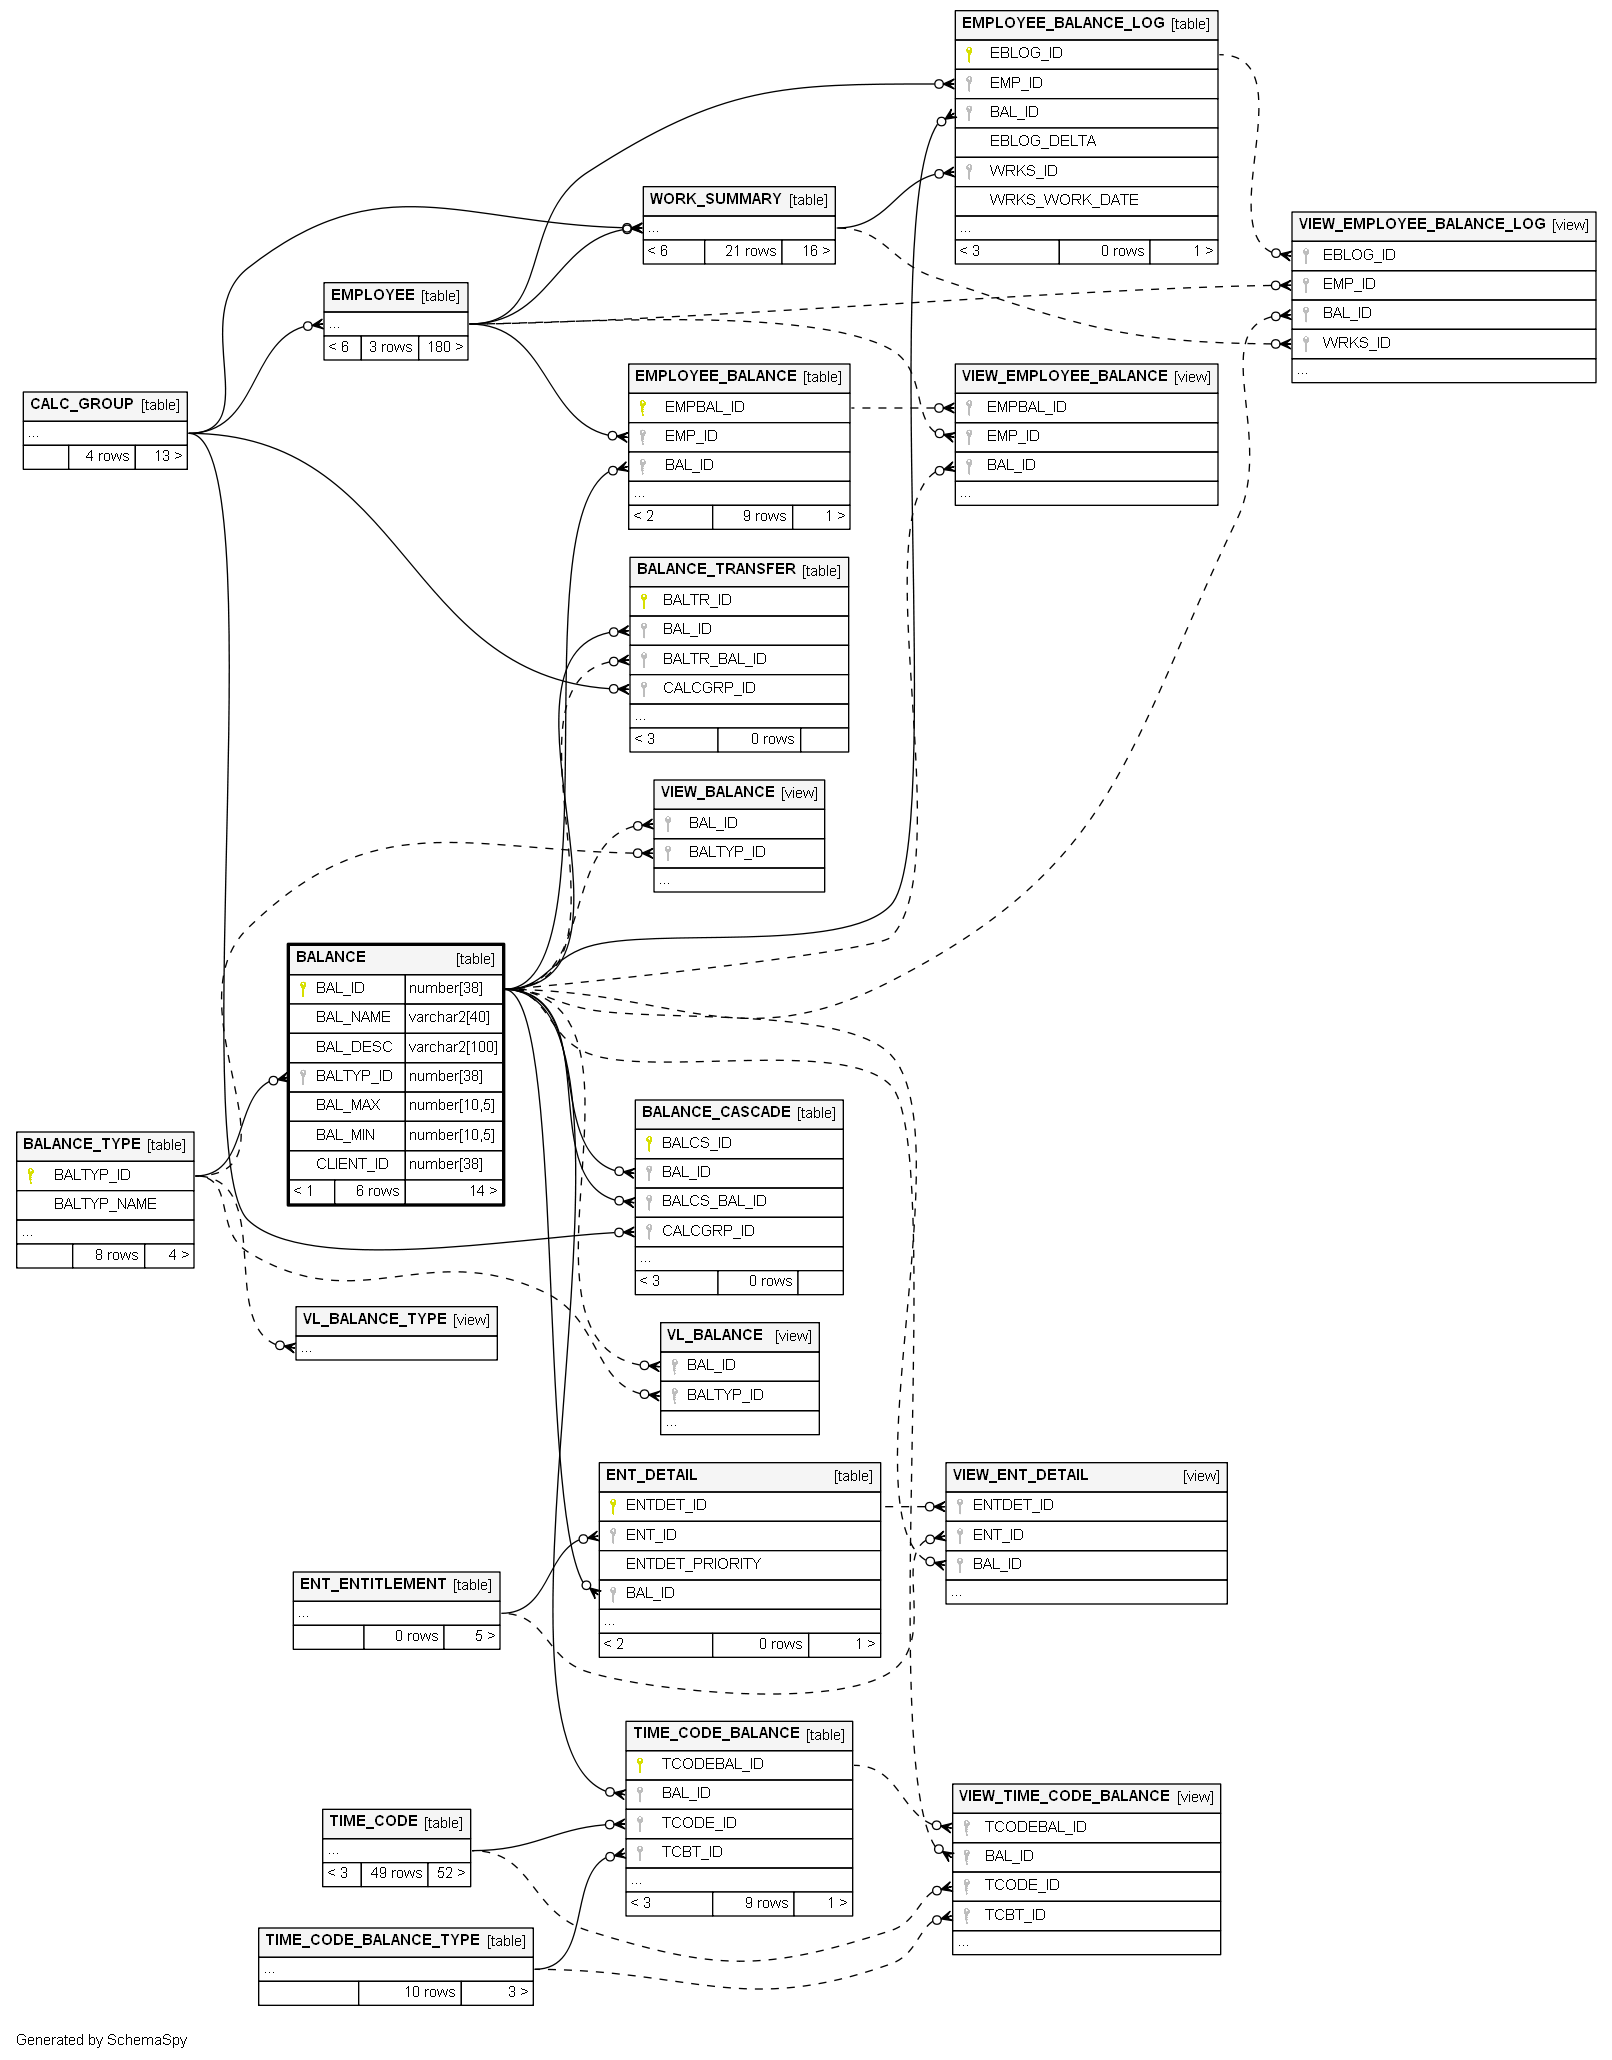 EMPLOYEE_BALANCE_LOG [table]
EBLOG_ID
EMP_ID
BAL_ID
EBLOG_DELTA
WRKS_ID
WRKS_WORK_DATE
...
< 3 0 rows 1 >
WORK_SUMMARY [table]
...
< 6 21 rows 16 >
VIEW_EMPLOYEE_BALANCE_LOG [view]
EBLOG_ID
EMP_ID
BAL_ID
WRKS_ID
...
EMPLOYEE [table]
...
< 6 3 rows 180 >
EMPLOYEE_BALANCE [table]
EMPBAL_ID
EMP_ID
BAL_ID
...
< 2 9 rows 1 >
VIEW_EMPLOYEE_BALANCE [view]
EMPBAL_ID
EMP_ID
BAL_ID
...
CALC_GROUP [table]
...
4 rows 13 >
BALANCE_TRANSFER [table]
BALTR_ID
BAL_ID
BALTR_BAL_ID
CALCGRP_ID
...
< 3 0 rows
VIEW_BALANCE [view]
BAL_ID
BALTYP_ID
...
BALANCE [table]
BAL_ID number[38]
BAL_NAME varchar2[40]
BAL_DESC varchar2[100]
BALTYP_ID number[38]
BAL_MAX number[10,5]
BAL_MIN number[10,5]
CLIENT_ID number[38]
< 1 6 rows 14 >
BALANCE_TYPE [table]
BALTYP_ID
BALTYP_NAME
...
8 rows 4 >
BALANCE_CASCADE [table]
BALCS_ID
BAL_ID
BALCS_BAL_ID
CALCGRP_ID
...
< 3 0 rows
VL_BALANCE_TYPE [view]
...
VL_BALANCE [view]
BAL_ID
BALTYP_ID
...
ENT_DETAIL [table]
ENTDET_ID
ENT_ID
ENTDET_PRIORITY
BAL_ID
...
< 2 0 rows 1 >
VIEW_ENT_DETAIL [view]
ENTDET_ID
ENT_ID
BAL_ID
...
ENT_ENTITLEMENT [table]
...
0 rows 5 >
TIME_CODE_BALANCE [table]
TCODEBAL_ID
BAL_ID
TCODE_ID
TCBT_ID
...
< 3 9 rows 1 >
VIEW_TIME_CODE_BALANCE [view]
TCODEBAL_ID
BAL_ID
TCODE_ID
TCBT_ID
...
TIME_CODE [table]
...
< 3 49 rows 52 >
TIME_CODE_BALANCE_TYPE [table]
...
10 rows 3 >
Generated by SchemaSpy